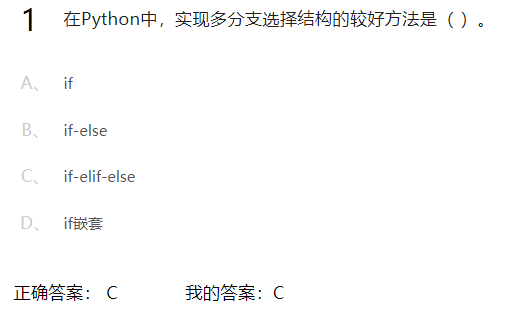 1 在Python中，实现多分支选择结构的较好方法是（ ）。
A、 if
B、 if-else
C、 if-elif-else
D、 if嵌套
正确答案： C 我的答案：C